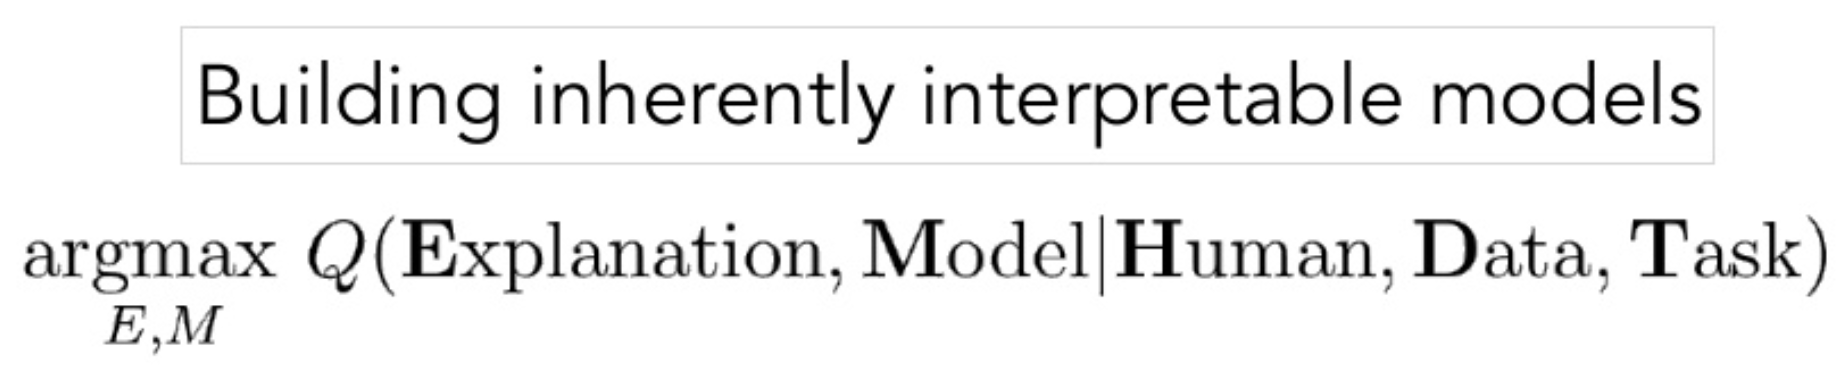 Building inherently interpretable models
argmax Q(Explanation, Model|Human, Data, Task)
E,M